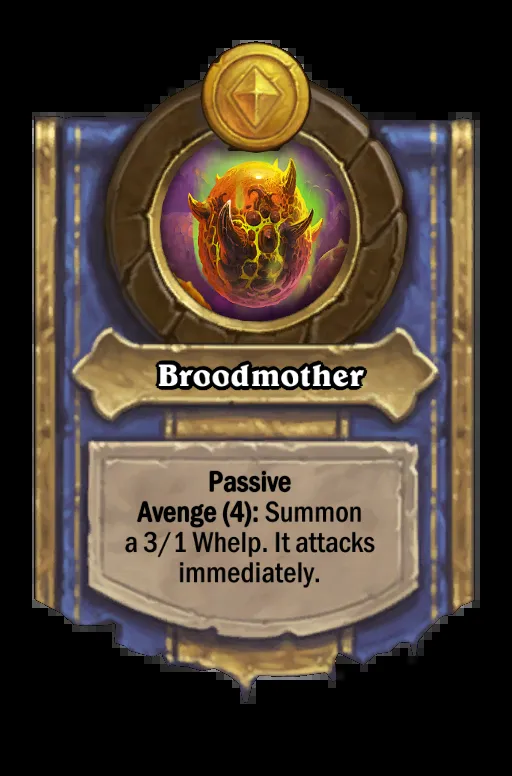 Broodmother
Passive
Avenge (4): Summon
a 3/1 Whelp. It attacks
immediately.